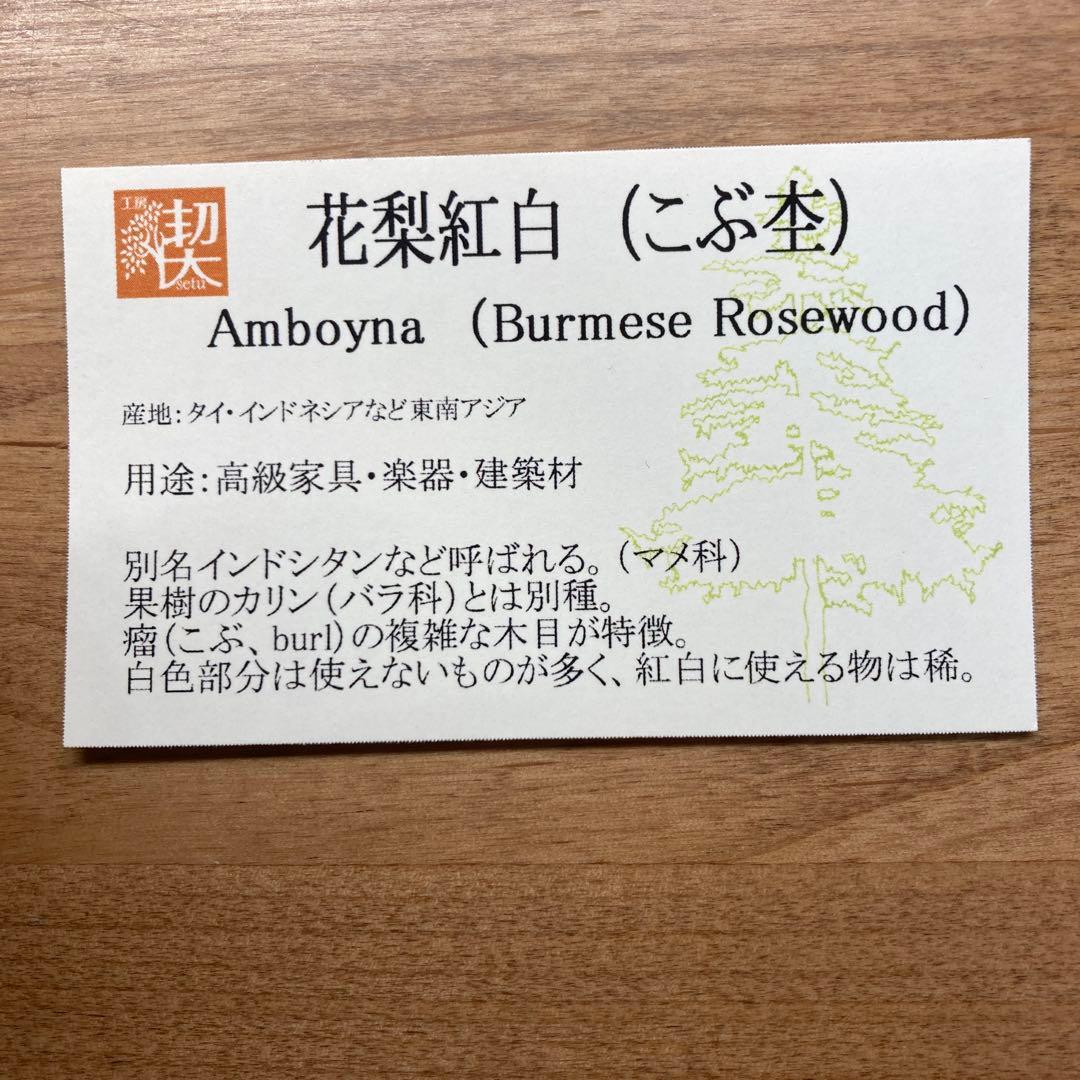 工房
契
setu
花梨紅白 (こぶ杢)
Amboyna (Burmese Rosewood)
産地:タイ・インドネシアなど東南アジア
用途:高級家具・楽器・建築材
別名インドシタンなど呼ばれる。(マメ科)
果樹のカリン(バラ科)とは別種。
瘤(こぶ、burl)の複雑な木目が特徴。
白色部分は使えないものが多く、紅白に使える物は稀。